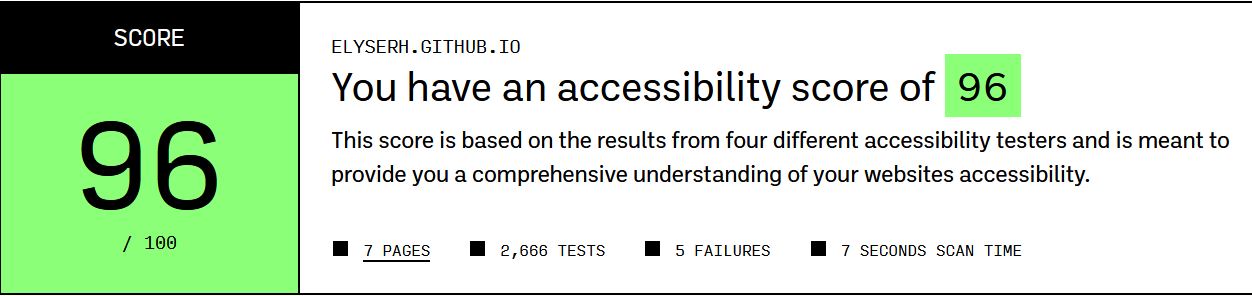 SCORE
96
/ 100
ELYSERH.GITHUB.IO
You have an accessibility score of 96
This score is based on the results from four different accessibility testers and is meant to
provide you a comprehensive understanding of your websites accessibility.
7 PAGES 2,666 TESTS 5 FAILURES 7 SECONDS SCAN TIME